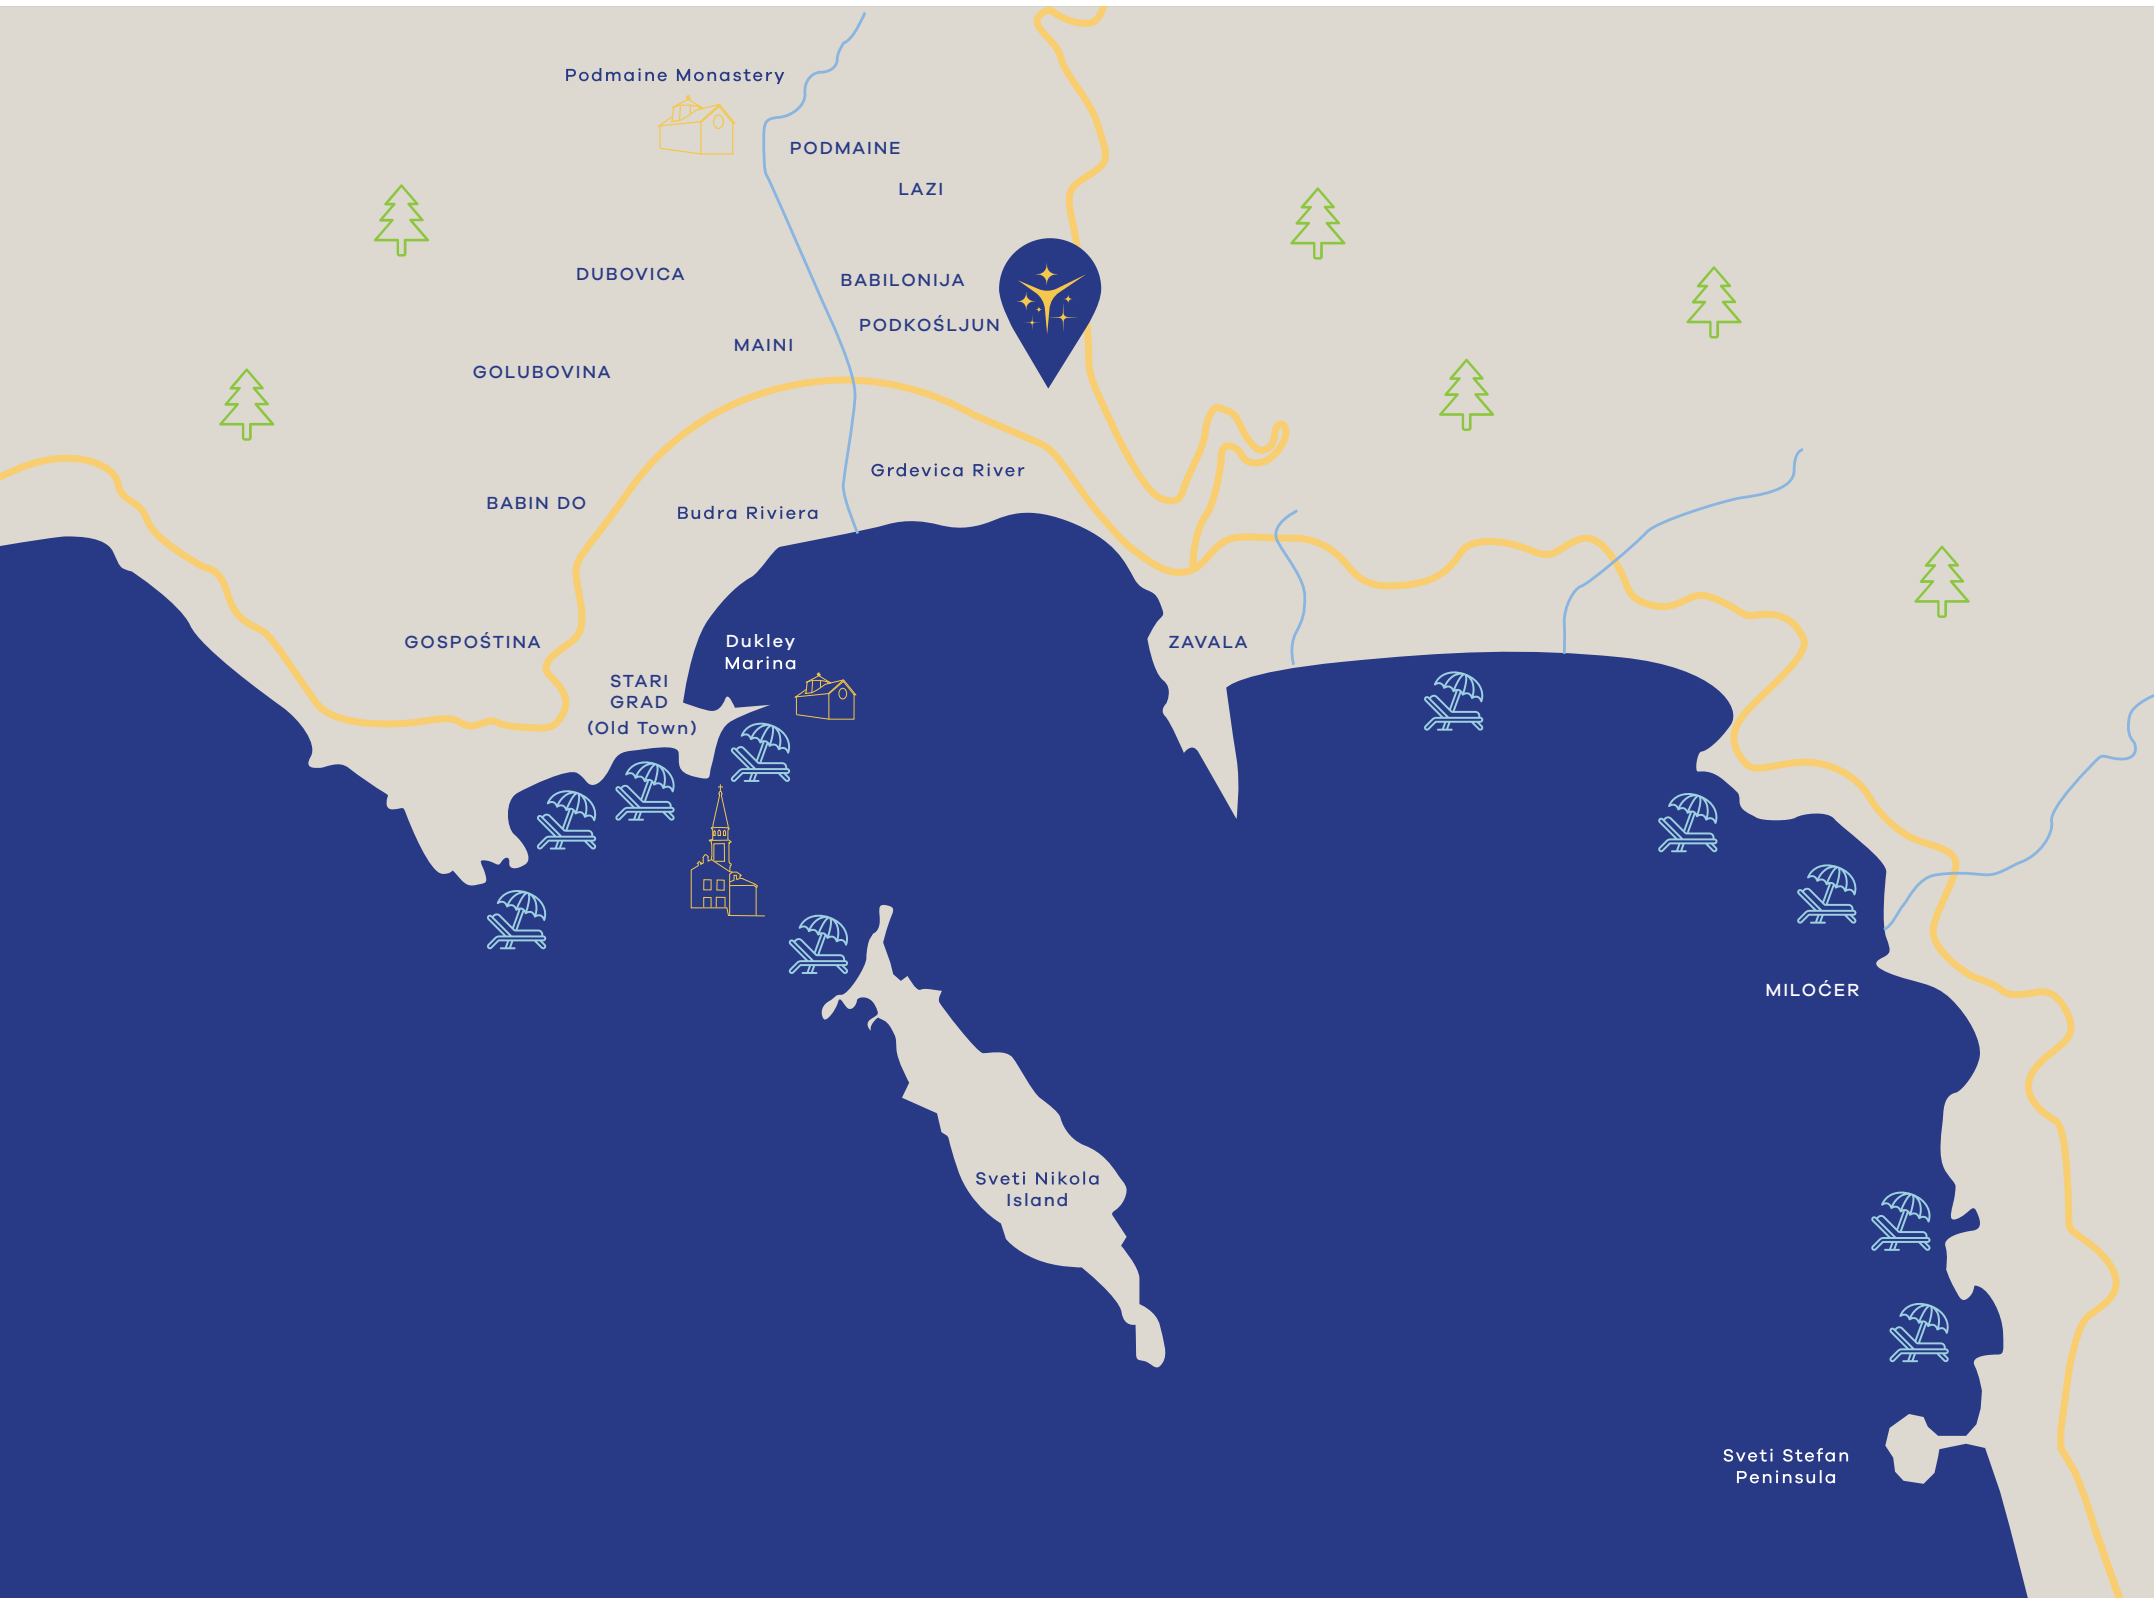 Podmaine Monastery
PODMAINE
LAZI
DUBOVICA
BABILONIJA
PODKOŚLJUN
MAINI
GOLUBOVINA
Grdevica River
BABIN DO
Budra Riviera
GOSPOŚTINA
Dukley
Marina
ZAVALA
STARI
GRAD
(Old Town)
MILOĆER
Sveti Nikola
Island
Sveti Stefan
Peninsula